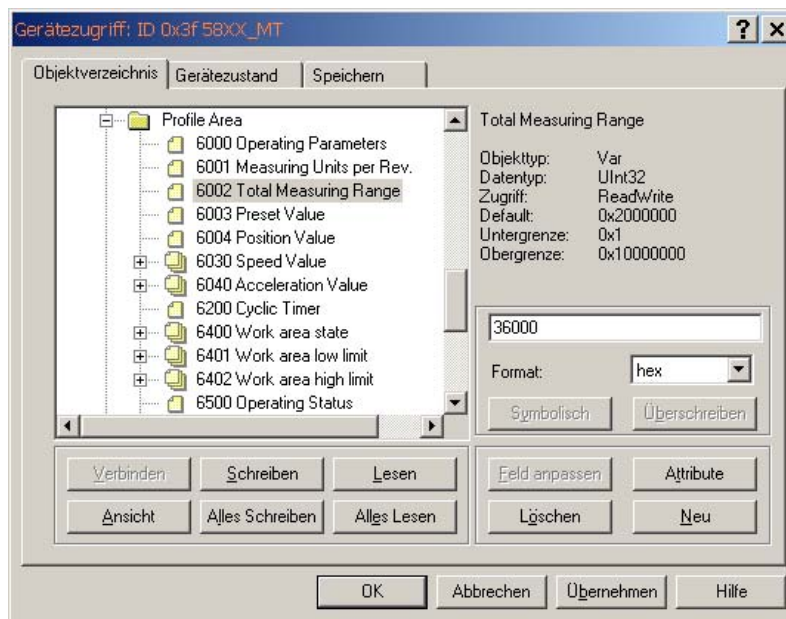 Gerätezugriff: ID 0x3f 58XX_MT
Objektverzeichnis Gerätezustand Speichern
Profile Area
6000 Operating Parameters
6001 Measuring Units per Rev.
6002 Total Measuring Range
6003 Preset Value
6004 Position Value
6030 Speed Value
6040 Acceleration Value
6200 Cyclic Timer
6400 Work area state
6401 Work area low limit
6402 Work area high limit
6500 Operating Status
Total Measuring Range
Objekttyp: Var
Datentyp: UInt32
Zugriff: ReadWrite
Default: 0x2000000
Untergrenze: 0x1
Obergrenze: 0x10000000
36000
Format: hex
Symbolisch Überschreiben
Verbinden Schreiben Lesen
Ansicht Alles Schreiben Alles Lesen
Feld anpassen Attribute
Löschen Neu
OK Abbrechen Übernehmen Hilfe